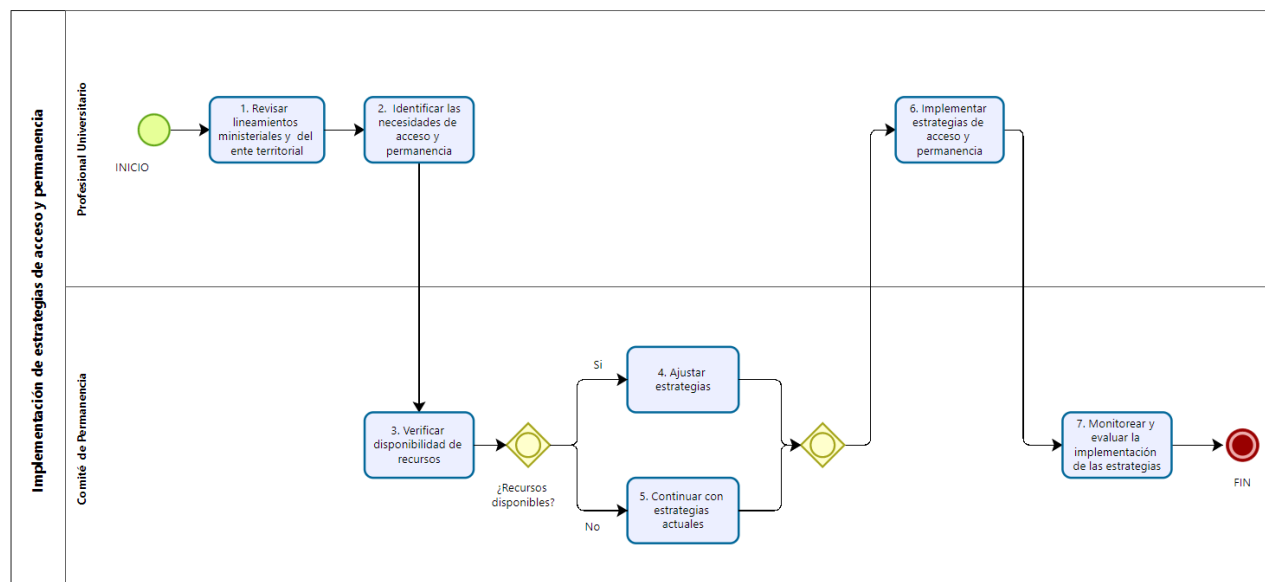 Implementación de estrategias de acceso y permanencia
Profesional Universitario
INICIO
1. Revisar
lineamientos
ministeriales y del
ente territorial
2. Identificar las
necesidades de
acceso y
permanencia
6. Implementar
estrategias de
acceso y
permanencia
Comité de Permanencia
3. Verificar
disponibilidad de
recursos
¿Recursos
disponibles?
Si
4. Ajustar
estrategias
No
5. Continuar con
estrategias
actuales
7. Monitorear y
evaluar la
implementación
de las estrategias
FIN